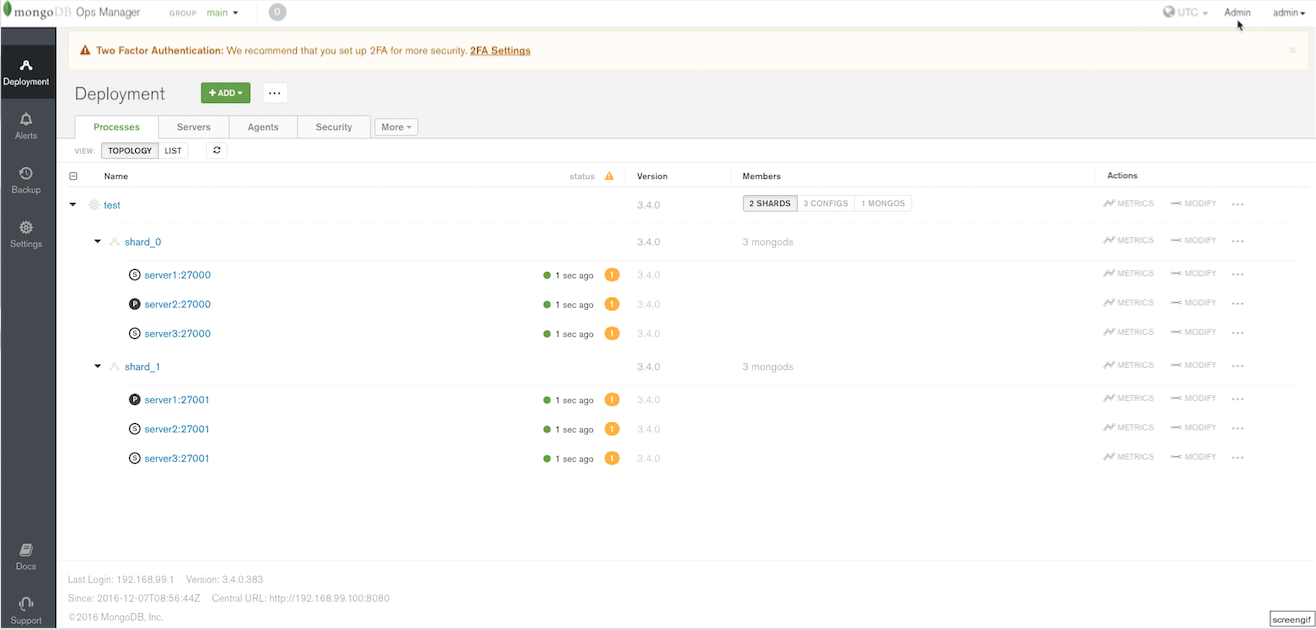 mongoDB Ops Manager GROUP main 0 UTC Admin admin
Two Factor Authentication: We recommend that you set up 2FA for more security. 2FA Settings ×
Deployment
Alerts
Backup
Settings
Docs
Support
Deployment + ADD ...
Processes Servers Agents Security More
VIEW: TOPOLOGY LIST
Name status Version Members Actions
test 3.4.0 2 SHARDS 3 CONFIGS 1 MONGOS METRICS MODIFY ...
shard_0 3.4.0 3 mongods METRICS MODIFY ...
S server1:27000 1 sec ago ! 3.4.0 METRICS MODIFY ...
P server2:27000 1 sec ago ! 3.4.0 METRICS MODIFY ...
S server3:27000 1 sec ago ! 3.4.0 METRICS MODIFY ...
shard_1 3.4.0 3 mongods METRICS MODIFY ...
P server1:27001 1 sec ago ! 3.4.0 METRICS MODIFY ...
S server2:27001 1 sec ago ! 3.4.0 METRICS MODIFY ...
S server3:27001 1 sec ago ! 3.4.0 METRICS MODIFY ...
Last Login: 192.168.99.1 Version: 3.4.0.383
Since: 2016-12-07T08:56:44Z Central URL: http://192.168.99.100:8080
©2016 MongoDB, Inc.
screengif